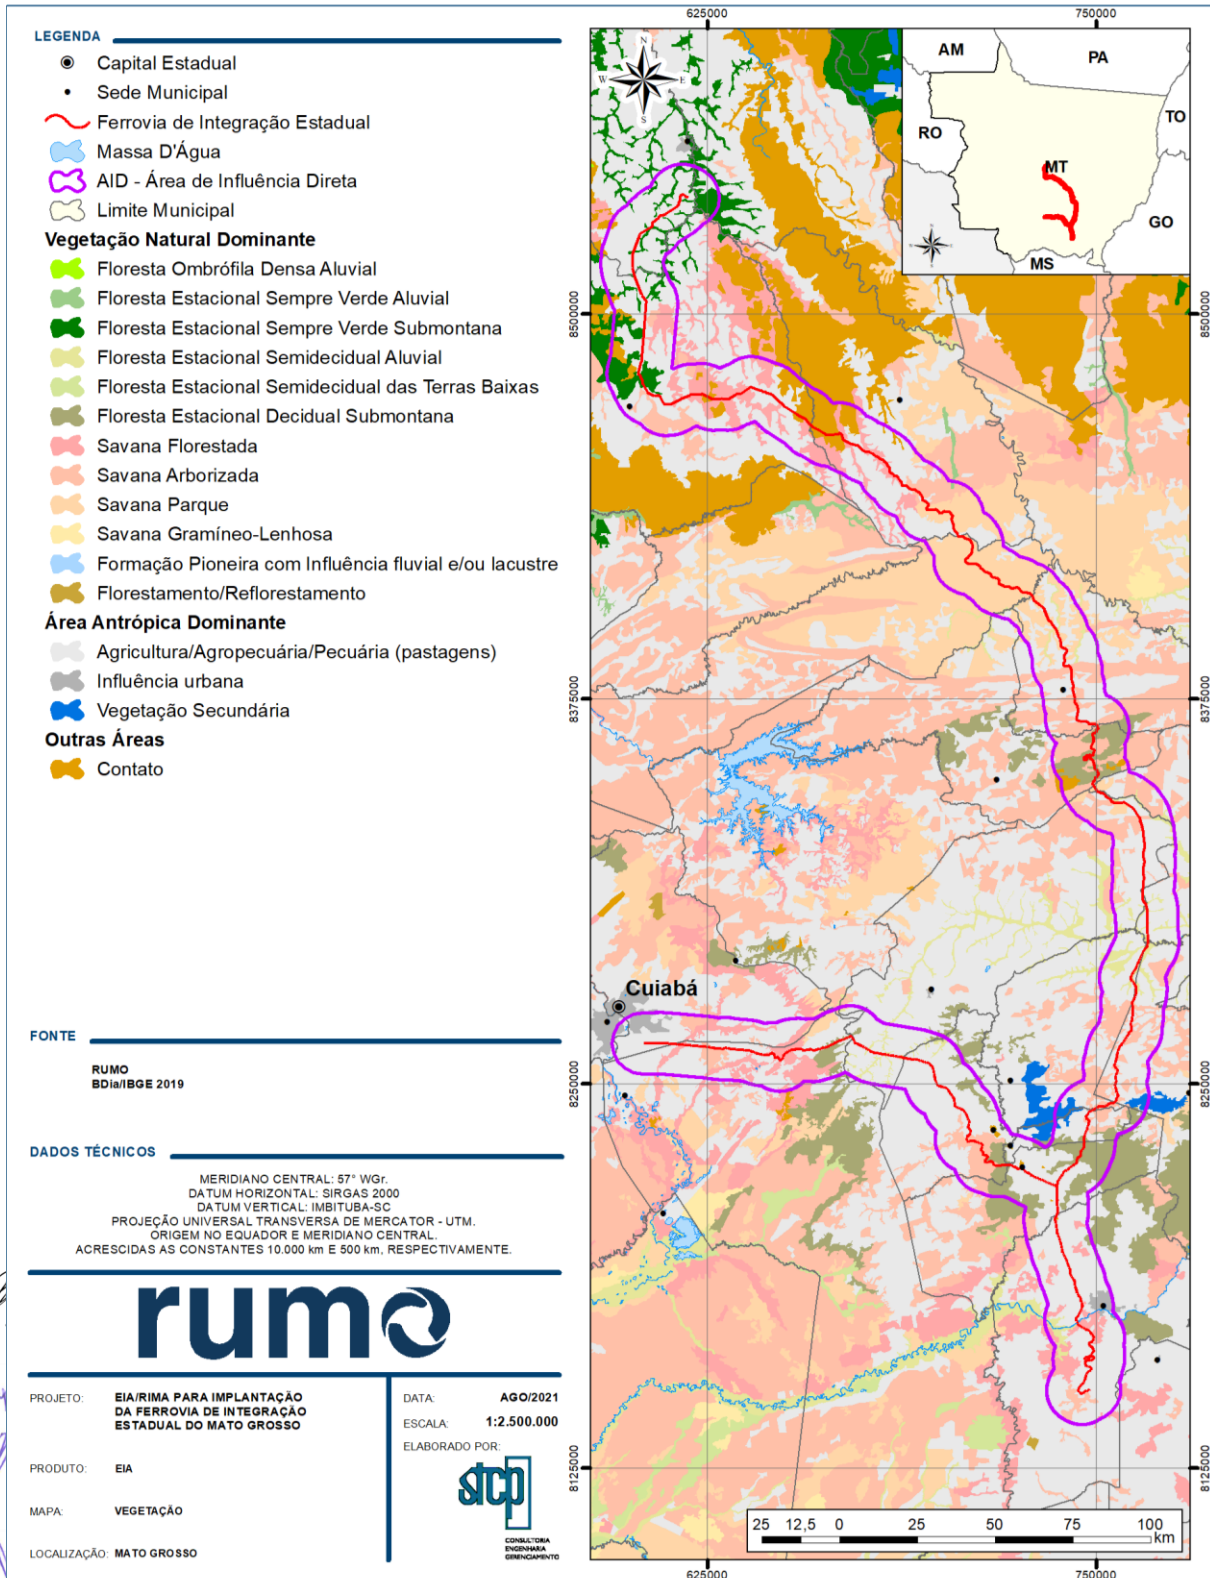 LEGENDA
Capital Estadual
Sede Municipal
Ferrovia de Integração Estadual
Massa D'Água
AID - Área de Influência Direta
Limite Municipal
Vegetação Natural Dominante
Floresta Ombrófila Densa Aluvial
Floresta Estacional Sempre Verde Aluvial
Floresta Estacional Sempre Verde Submontana
Floresta Estacional Semidecidual Aluvial
Floresta Estacional Semidecidual das Terras Baixas
Floresta Estacional Decidual Submontana
Savana Florestada
Savana Arborizada
Savana Parque
Savana Gramíneo-Lenhosa
Formação Pioneira com Influência fluvial e/ou lacustre
Florestamento/Reflorestamento
Área Antrópica Dominante
Agricultura/Agropecuária/Pecuária (pastagens)
Influência urbana
Vegetação Secundária
Outras Áreas
Contato
FONTE
RUMO
BDia/IBGE 2019
DADOS TÉCNICOS
MERIDIANO CENTRAL: 57° WGr.
DATUM HORIZONTAL: SIRGAS 2000
DATUM VERTICAL: IMBITUBA-SC
PROJEÇÃO UNIVERSAL TRANSVERSA DE MERCATOR - UTM.
ORIGEM NO EQUADOR E MERIDIANO CENTRAL.
ACRESCIDAS AS CONSTANTES 10.000 km E 500 km, RESPECTIVAMENTE.
rumo
PROJETO: EIA/RIMA PARA IMPLANTAÇÃO
DA FERROVIA DE INTEGRAÇÃO
ESTADUAL DO MATO GROSSO
PRODUTO: EIA
MAPA: VEGETAÇÃO
LOCALIZAÇÃO: MATO GROSSO
DATA: AGO/2021
ESCALA: 1:2.500.000
ELABORADO POR:
stcp
CONSULTORIA
ENGENHARIA
GERENCIAMENTO
625000 750000
N
W E
S
AM PA
RO TO
MT
GO
MS
8500000 8500000
8375000 8375000
Cuiabá
8250000 8250000
8125000 8125000
25 12,5 0 25 50 75 100
km
625000 750000